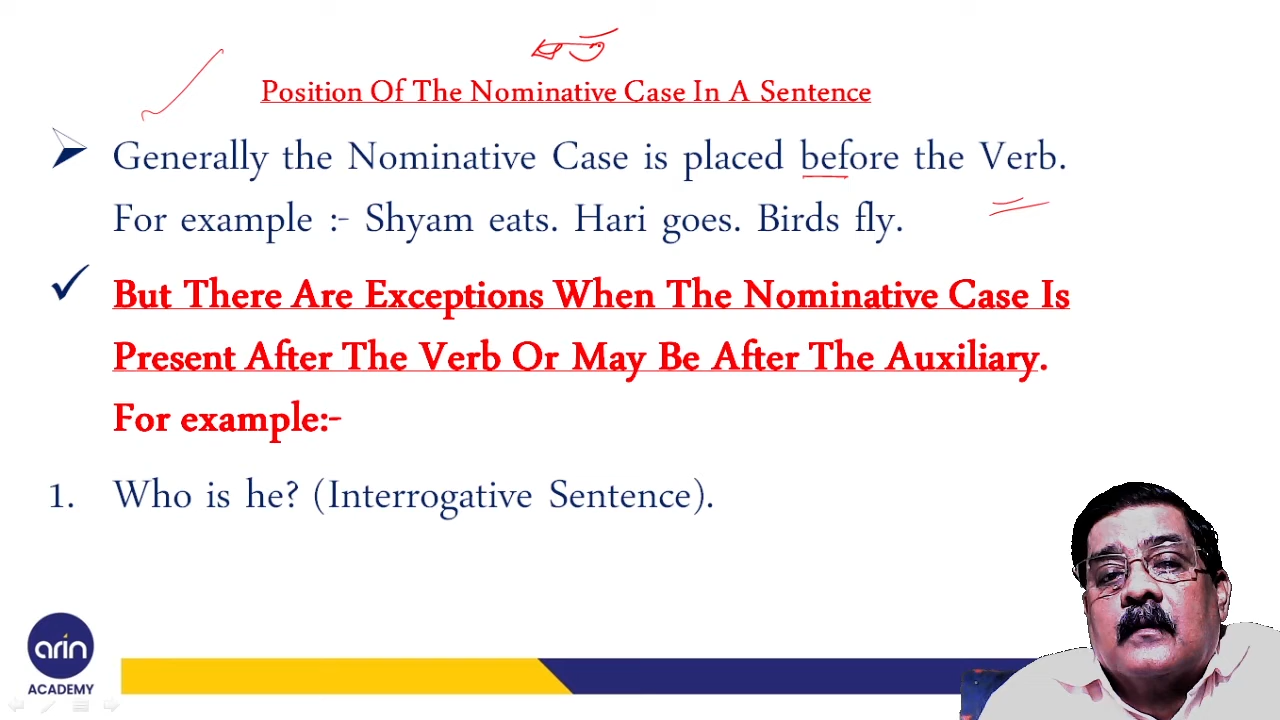 Position Of The Nominative Case In A Sentence
Generally the Nominative Case is placed before the Verb.
For example :- Shyam eats. Hari goes. Birds fly.
But There Are Exceptions When The Nominative Case Is
Present After The Verb Or May Be After The Auxiliary.
For example:-
1. Who is he? (Interrogative Sentence).
arin
ACADEMY